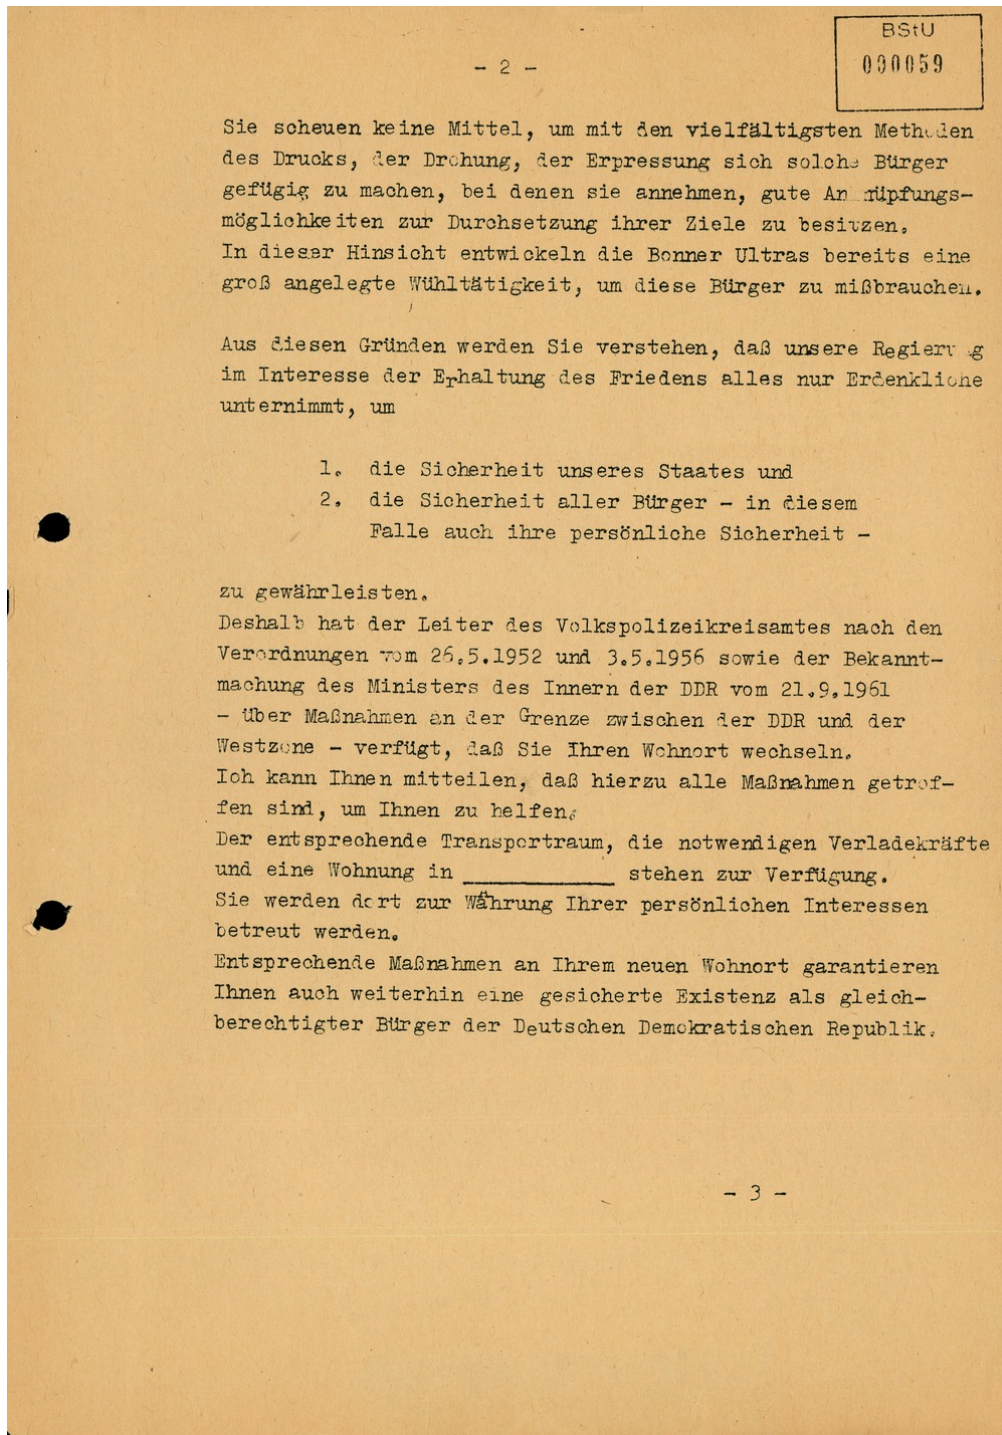 BStU
000059
- 2 -
Sie scheuen keine Mittel, um mit den vielfältigsten Methoden
des Drucks, der Drohung, der Erpressung sich solche Bürger
gefügig zu machen, bei denen sie annehmen, gute Anknüpfungs-
möglichkeiten zur Durchsetzung ihrer Ziele zu besitzen.
In dieser Hinsicht entwickeln die Bonner Ultras bereits eine
groß angelegte Wühltätigkeit, um diese Bürger zu mißbrauchen.
Aus diesen Gründen werden Sie verstehen, daß unsere Regierung
im Interesse der Erhaltung des Friedens alles nur Erdenkliche
unternimmt, um
1. die Sicherheit unseres Staates und
2. die Sicherheit aller Bürger - in diesem
Falle auch ihre persönliche Sicherheit -
zu gewährleisten.
Deshalb hat der Leiter des Volkspolizeikreisamtes nach den
Verordnungen vom 26.5.1952 und 3.5.1956 sowie der Bekannt-
machung des Ministers des Innern der DDR vom 21.9.1961
- über Maßnahmen an der Grenze zwischen der DDR und der
Westzone - verfügt, daß Sie Ihren Wohnort wechseln.
Ich kann Ihnen mitteilen, daß hierzu alle Maßnahmen getrof-
fen sind, um Ihnen zu helfen.
Der entsprechende Transportraum, die notwendigen Verladekräfte
und eine Wohnung in ____________ stehen zur Verfügung.
Sie werden dort zur Währung Ihrer persönlichen Interessen
betreut werden.
Entsprechende Maßnahmen an Ihrem neuen Wohnort garantieren
Ihnen auch weiterhin eine gesicherte Existenz als gleich-
berechtigter Bürger der Deutschen Demokratischen Republik.
- 3 -